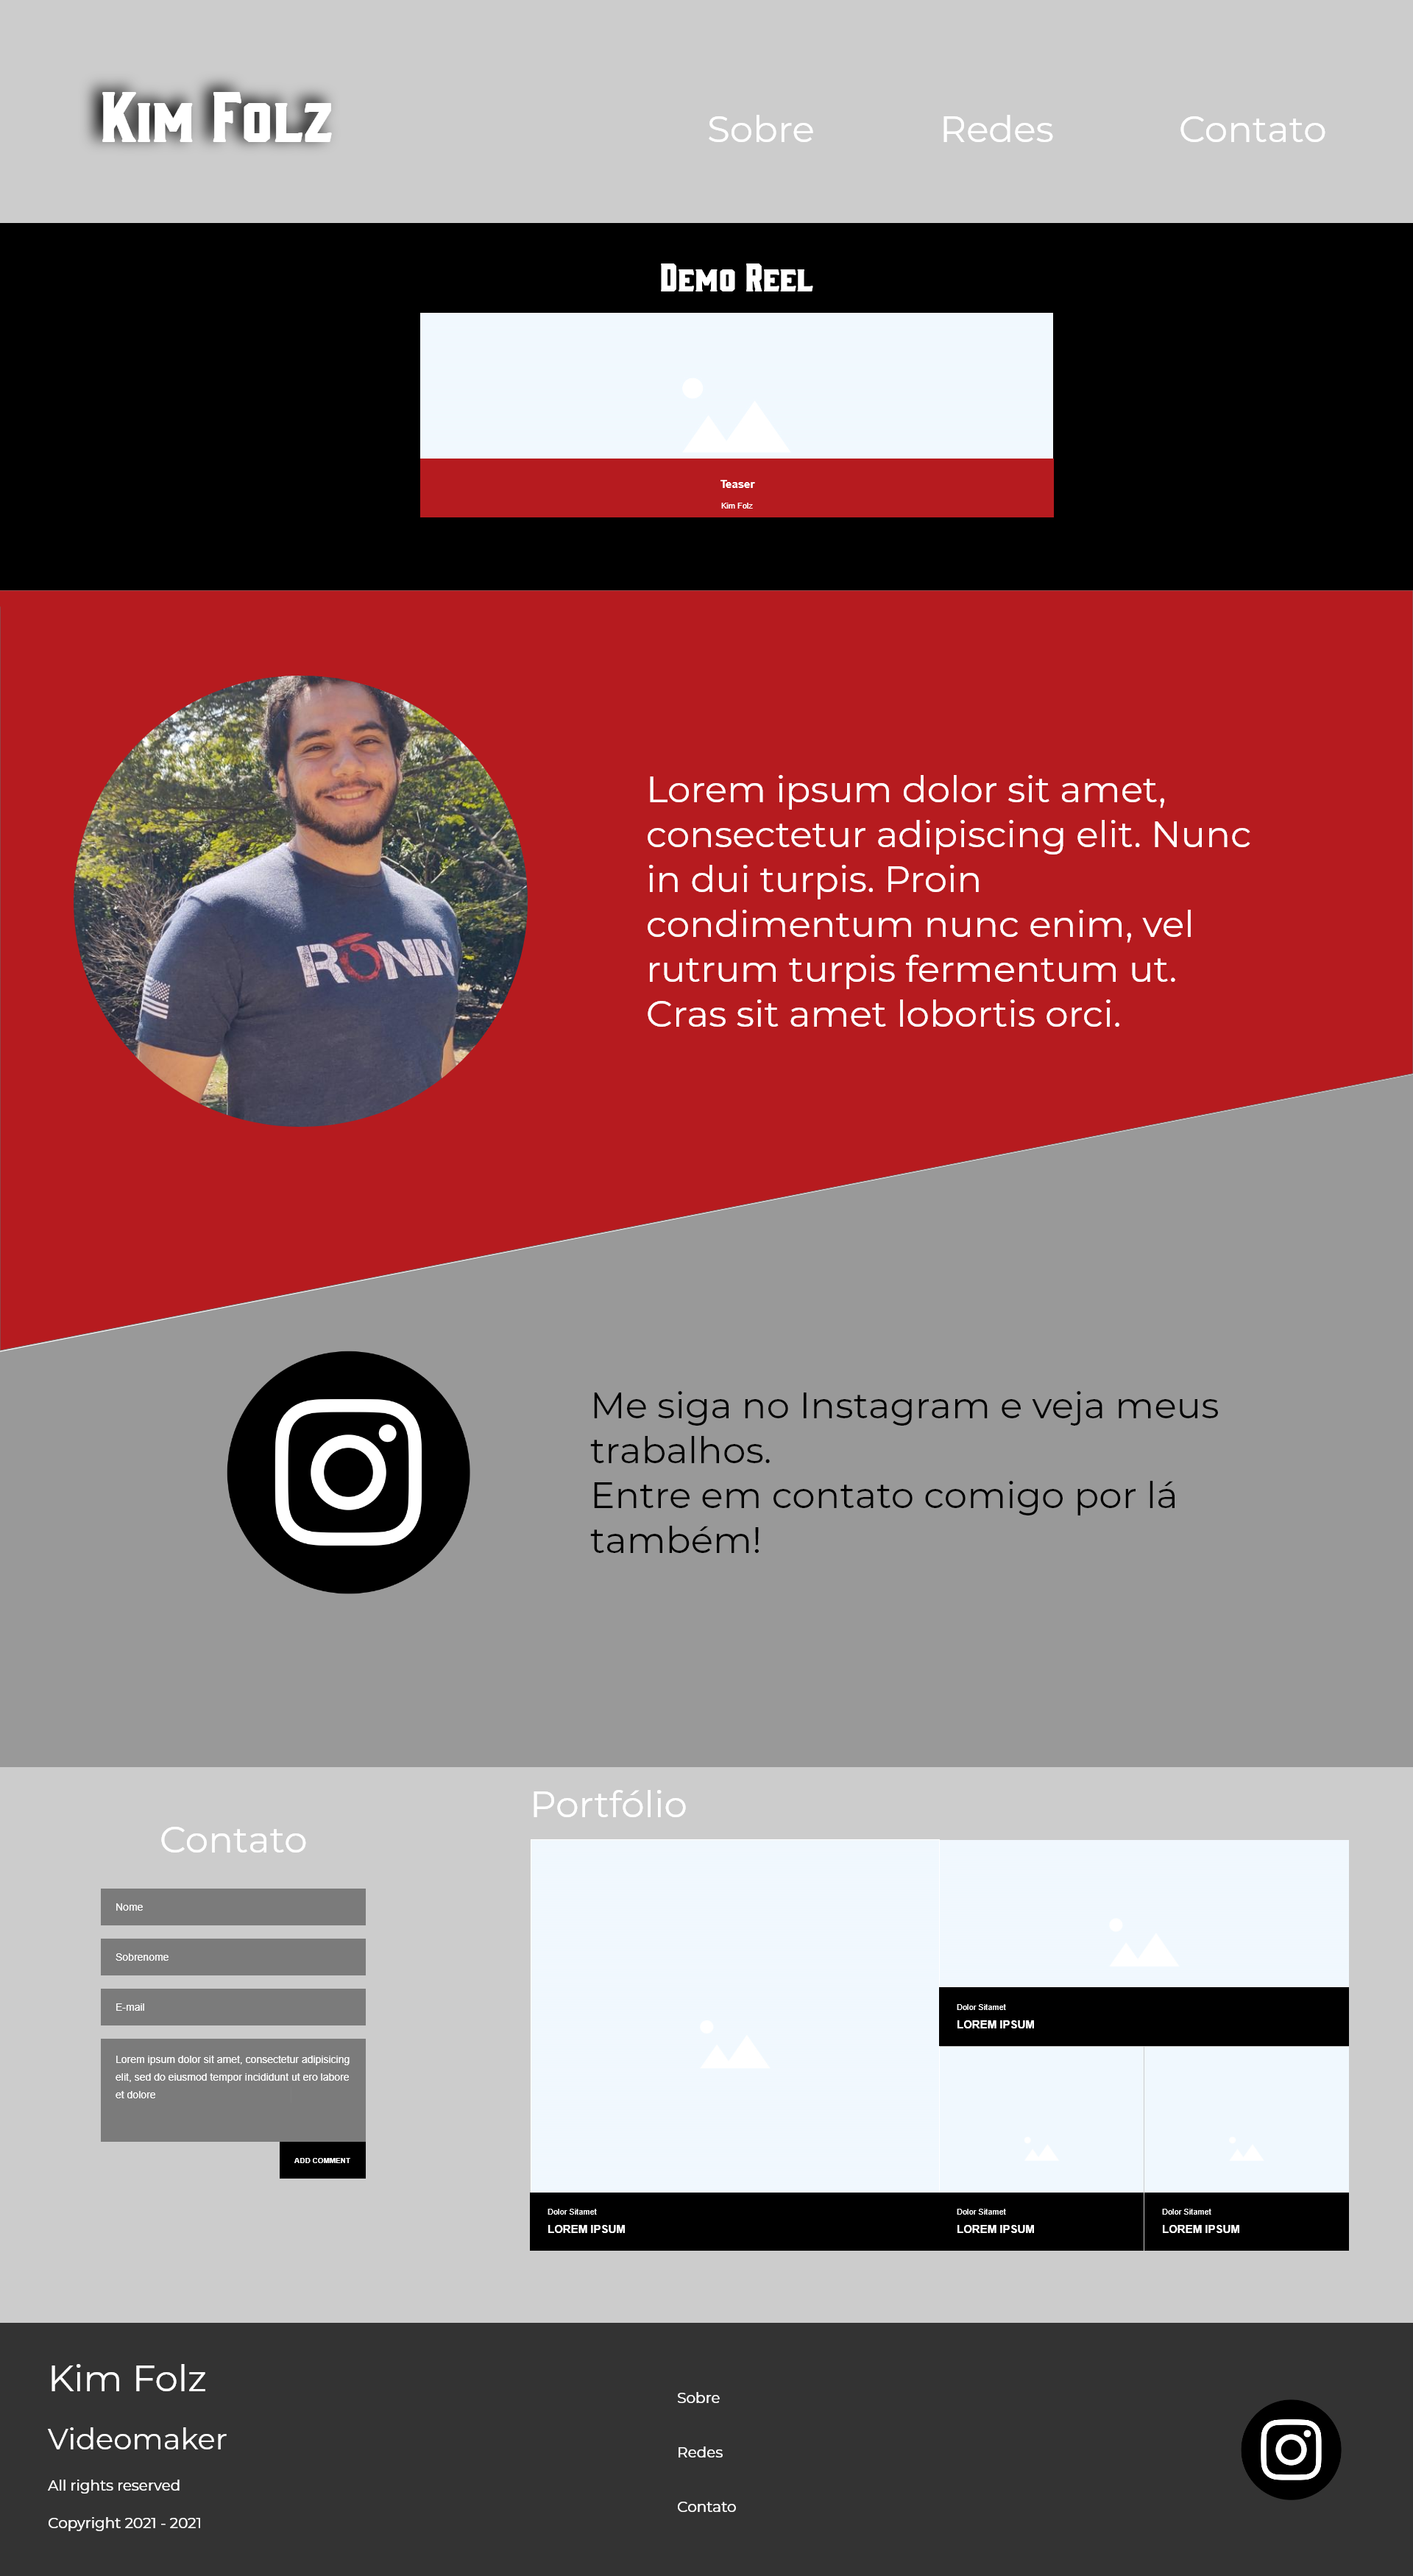 Kim Folz
Sobre
Redes
Contato
Demo Reel
Teaser
Kim Folz
Lorem ipsum dolor sit amet,
consectetur adipiscing elit. Nunc
in dui turpis. Proin
condimentum nunc enim, vel
rutrum turpis fermentum ut.
Cras sit amet lobortis orci.
RONIN
Me siga no Instagram e veja meus
trabalhos.
Entre em contato comigo por lá
também!
Contato
Nome
Sobrenome
E-mail
Lorem ipsum dolor sit amet, consectetur adipisicing
elit, sed do eiusmod tempor incididunt ut ero labore
et dolore
ADD COMMENT
Portfólio
Dolor Sitamet
LOREM IPSUM
Dolor Sitamet
LOREM IPSUM
Dolor Sitamet
LOREM IPSUM
Dolor Sitamet
LOREM IPSUM
Kim Folz
Videomaker
All rights reserved
Copyright 2021 - 2021
Sobre
Redes
Contato